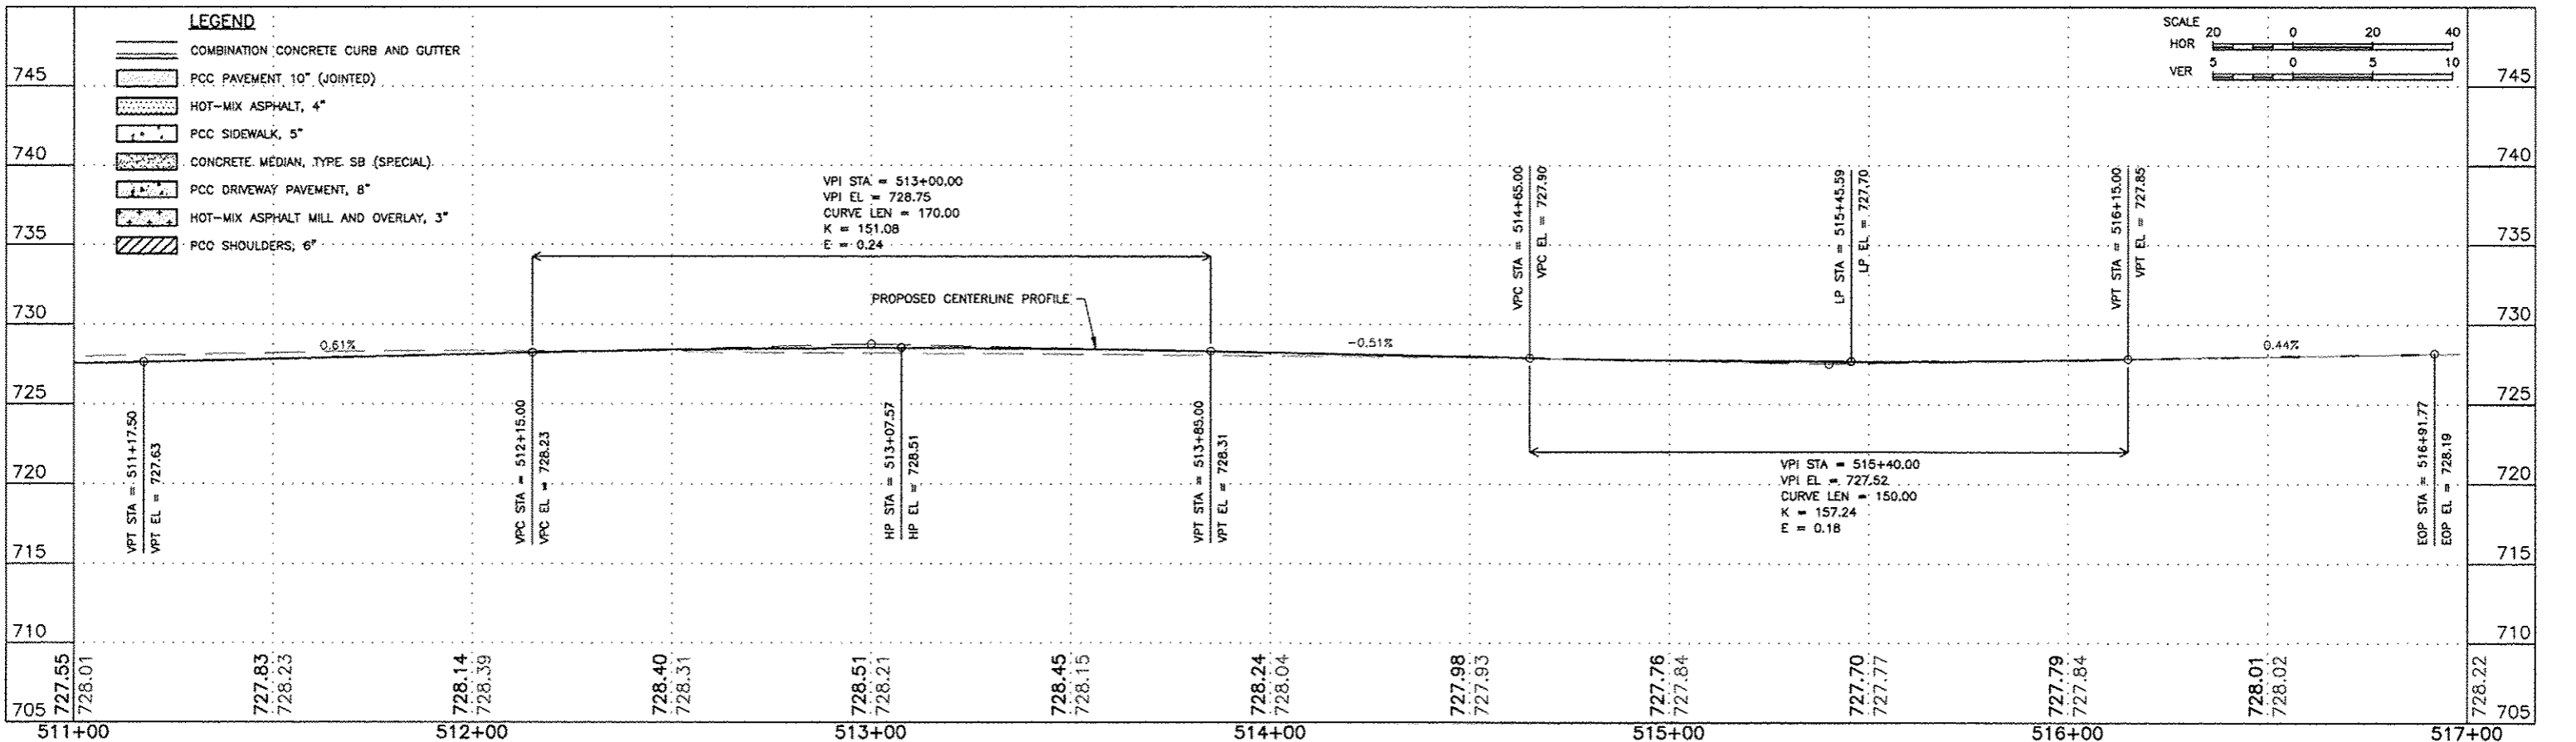 LEGEND
COMBINATION CONCRETE CURB AND GUTTER
PCC PAVEMENT 10" (JOINTED)
HOT-MIX ASPHALT, 4"
PCC SIDEWALK, 5"
CONCRETE MEDIAN, TYPE SB (SPECIAL)
PCC DRIVEWAY PAVEMENT, 8"
HOT-MIX ASPHALT MILL AND OVERLAY, 3"
PCC SHOULDERS, 6"
SCALE
20 0 20 40
HOR
5 0 5 10
VER
745 745
740 740
735 735
730 730
725 725
720 720
715 715
710 710
705 705
VPI STA = 513+00.00
VPI EL = 728.75
CURVE LEN = 170.00
K = 151.08
E = 0.24
PROPOSED CENTERLINE PROFILE
0.61%
-0.51%
0.44%
VPC STA = 514+65.00
VPC EL = 727.90
LP STA = 515+45.59
LP EL = 727.70
VPT STA = 516+15.00
VPT EL = 727.85
VPT STA = 511+17.50
VPT EL = 727.63
VPC STA = 512+15.00
VPC EL = 728.23
HP STA = 513+07.57
HP EL = 728.51
VPT STA = 513+85.00
VPT EL = 728.31
VPI STA = 515+40.00
VPI EL = 727.52
CURVE LEN = 150.00
K = 157.24
E = 0.18
EOP STA = 516+91.77
EOP EL = 728.19
727.55
728.01
727.83
728.23
728.14
728.39
728.40
728.31
728.51
728.21
728.45
728.15
728.24
728.04
727.98
727.93
727.76
727.84
727.70
727.77
727.79
727.84
728.01
728.02
728.22
511+00 512+00 513+00 514+00 515+00 516+00 517+00